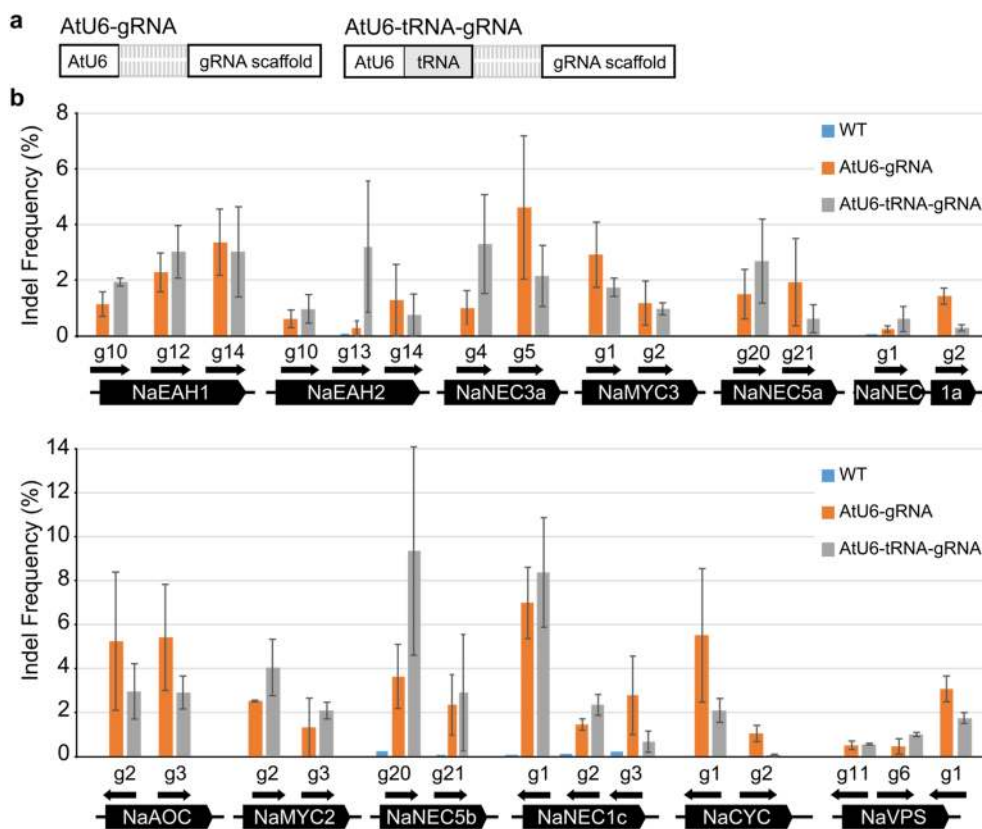 a
AtU6-gRNA
AtU6-tRNA-gRNA
AtU6 gRNA scaffold
AtU6 tRNA gRNA scaffold
b
Indel Frequency (%)
8
6
4
2
0
WT
AtU6-gRNA
AtU6-tRNA-gRNA
g10 g12 g14 g10 g13 g14 g4 g5 g1 g2 g20 g21 g1 g2
NaEAH1 NaEAH2 NaNEC3a NaMYC3 NaNEC5a NaNEC 1a
Indel Frequency (%)
14
12
10
8
6
4
2
0
WT
AtU6-gRNA
AtU6-tRNA-gRNA
g2 g3 g2 g3 g20 g21 g1 g2 g3 g1 g2 g11 g6 g1
NaAOC NaMYC2 NaNEC5b NaNEC1c NaCYC NaVPS